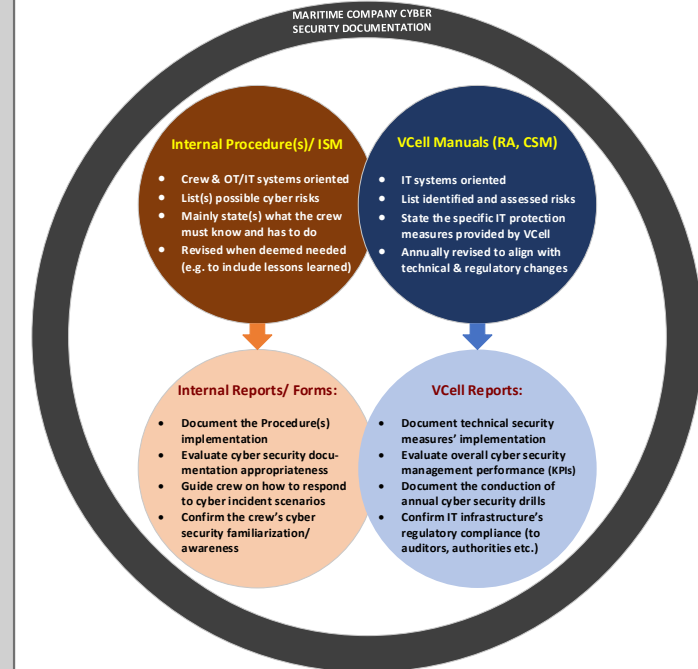 MARITIME COMPANY CYBER
SECURITY DOCUMENTATION
Internal Procedure(s)/ ISM
• Crew & OT/IT systems oriented
• List(s) possible cyber risks
• Mainly state(s) what the crew
must know and has to do
• Revised when deemed needed
(e.g. to include lessons learned)
VCell Manuals (RA, CSM)
• IT systems oriented
• List identified and assessed risks
• State the specific IT protection
measures provided by VCell
• Annually revised to align with
technical & regulatory changes
Internal Reports/ Forms:
• Document the Procedure(s)
implementation
• Evaluate cyber security docu-
mentation appropriateness
• Guide crew on how to respond
to cyber incident scenarios
• Confirm the crew's cyber
security familiarization/
awareness
VCell Reports:
• Document technical security
measures' implementation
• Evaluate overall cyber security
management performance (KPIs)
• Document the conduction of
annual cyber security drills
• Confirm IT infrastructure's
regulatory compliance (to
auditors, authorities etc.)